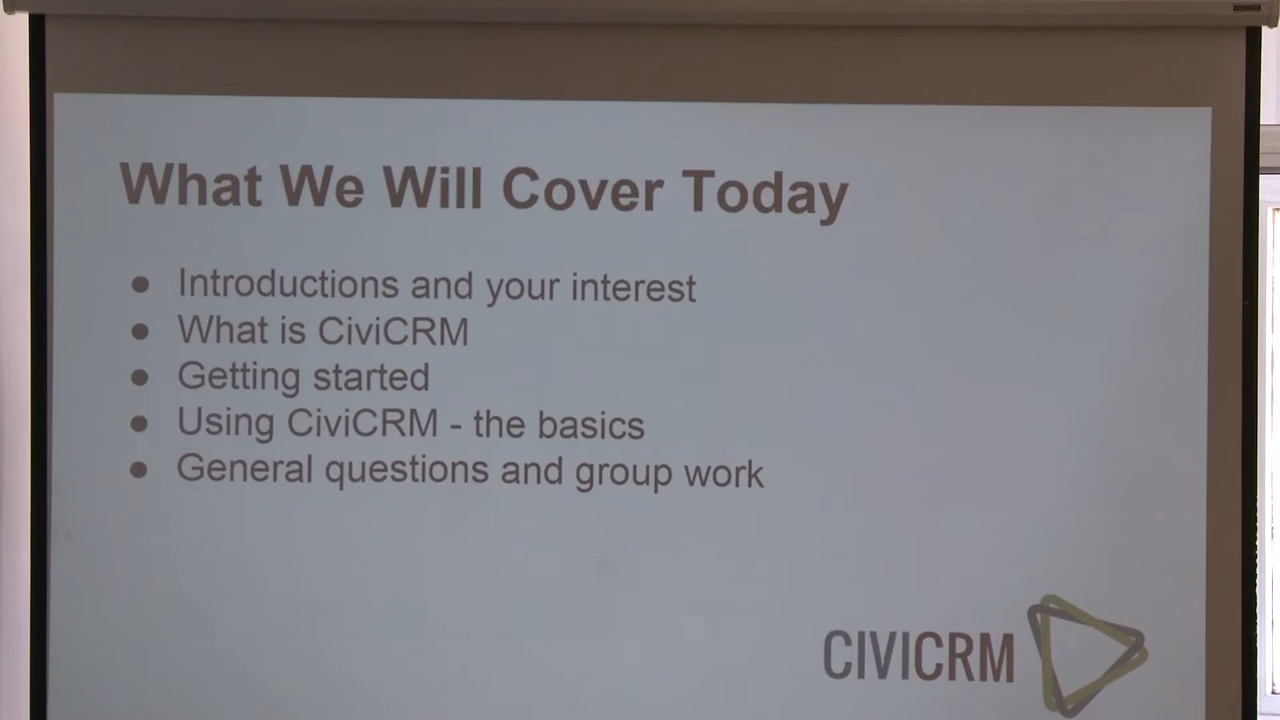 What We Will Cover Today
● Introductions and your interest
● What is CiviCRM
● Getting started
● Using CiviCRM - the basics
● General questions and group work
CIVICRM